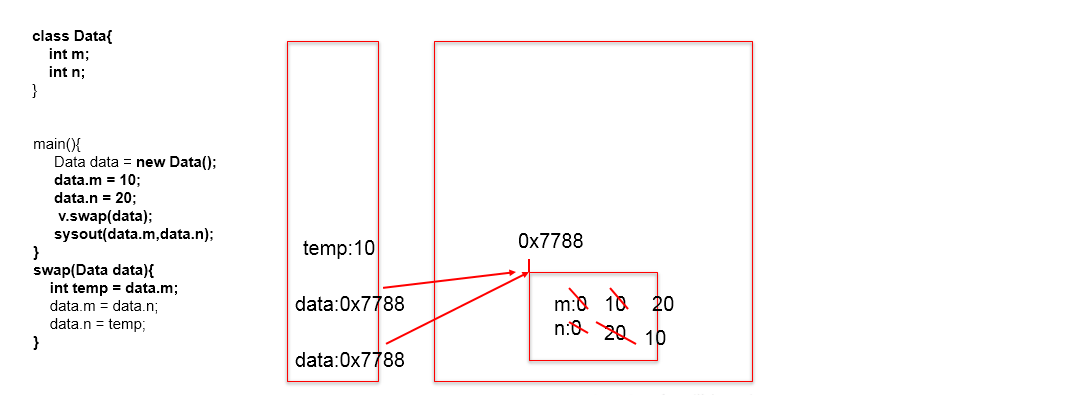 class Data{
int m;
int n;
}
main(){
Data data = new Data();
data.m = 10;
data.n = 20;
v.swap(data);
sysout(data.m,data.n);
}
swap(Data data){
int temp = data.m;
data.m = data.n;
data.n = temp;
}
temp:10
data:0x7788
data:0x7788
0x7788
m:0 10 20
n:0 20 10